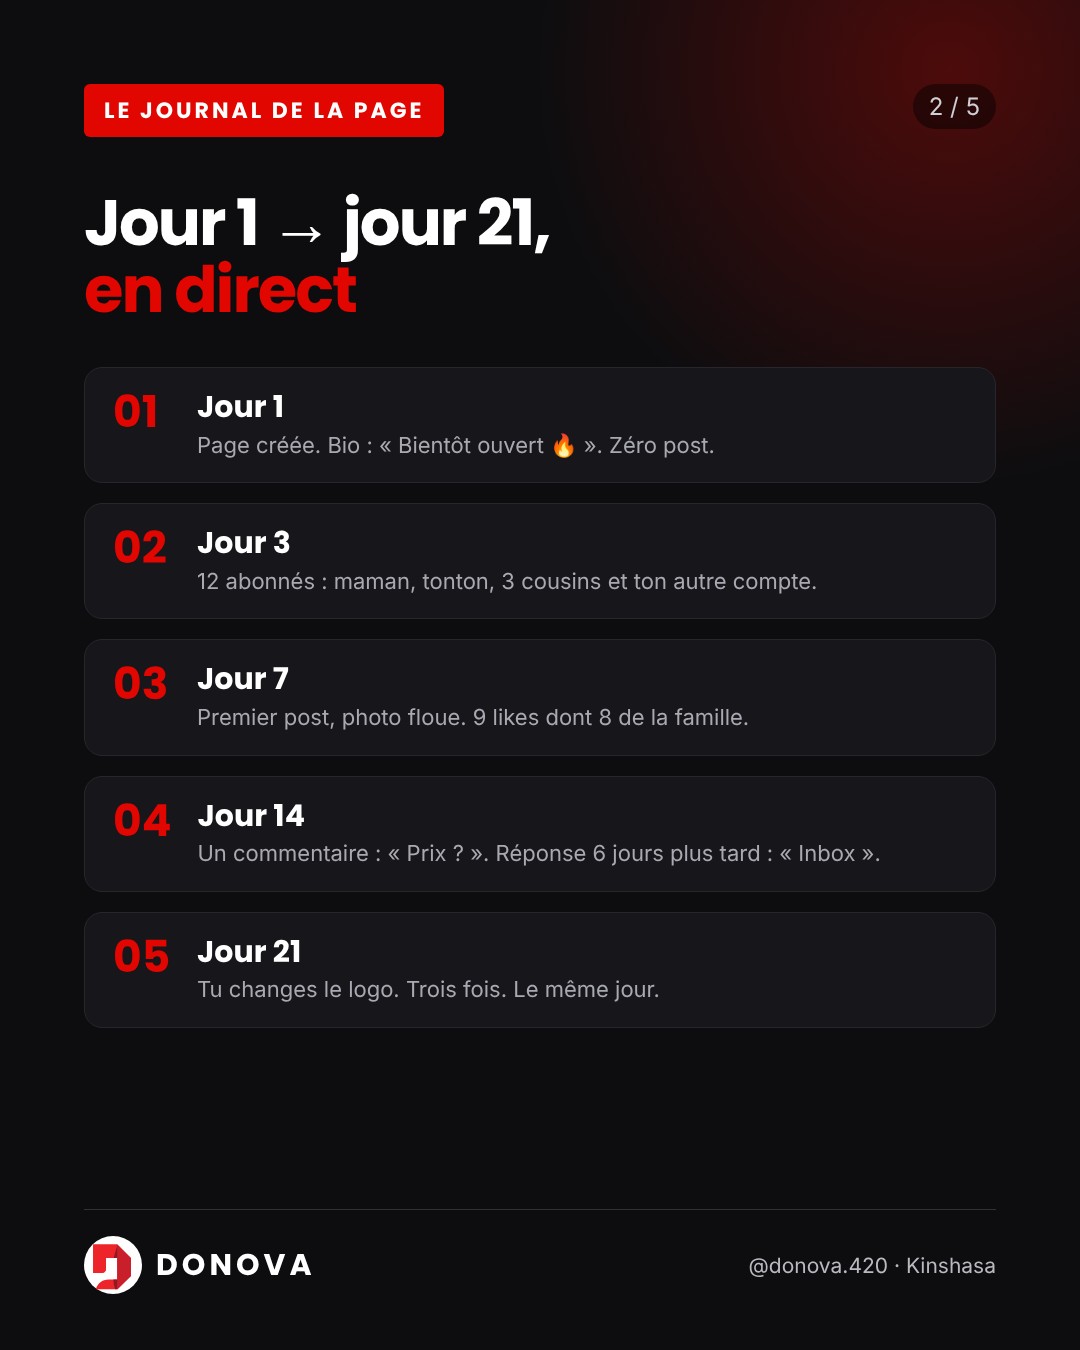 LE JOURNAL DE LA PAGE
2 / 5
Jour 1 → jour 21,
en direct
01
Jour 1
Page créée. Bio : « Bientôt ouvert 🔥 ». Zéro post.
02
Jour 3
12 abonnés : maman, tonton, 3 cousins et ton autre compte.
03
Jour 7
Premier post, photo floue. 9 likes dont 8 de la famille.
04
Jour 14
Un commentaire : « Prix ? ». Réponse 6 jours plus tard : « Inbox ».
05
Jour 21
Tu changes le logo. Trois fois. Le même jour.
DONOVA
@donova.420 · Kinshasa